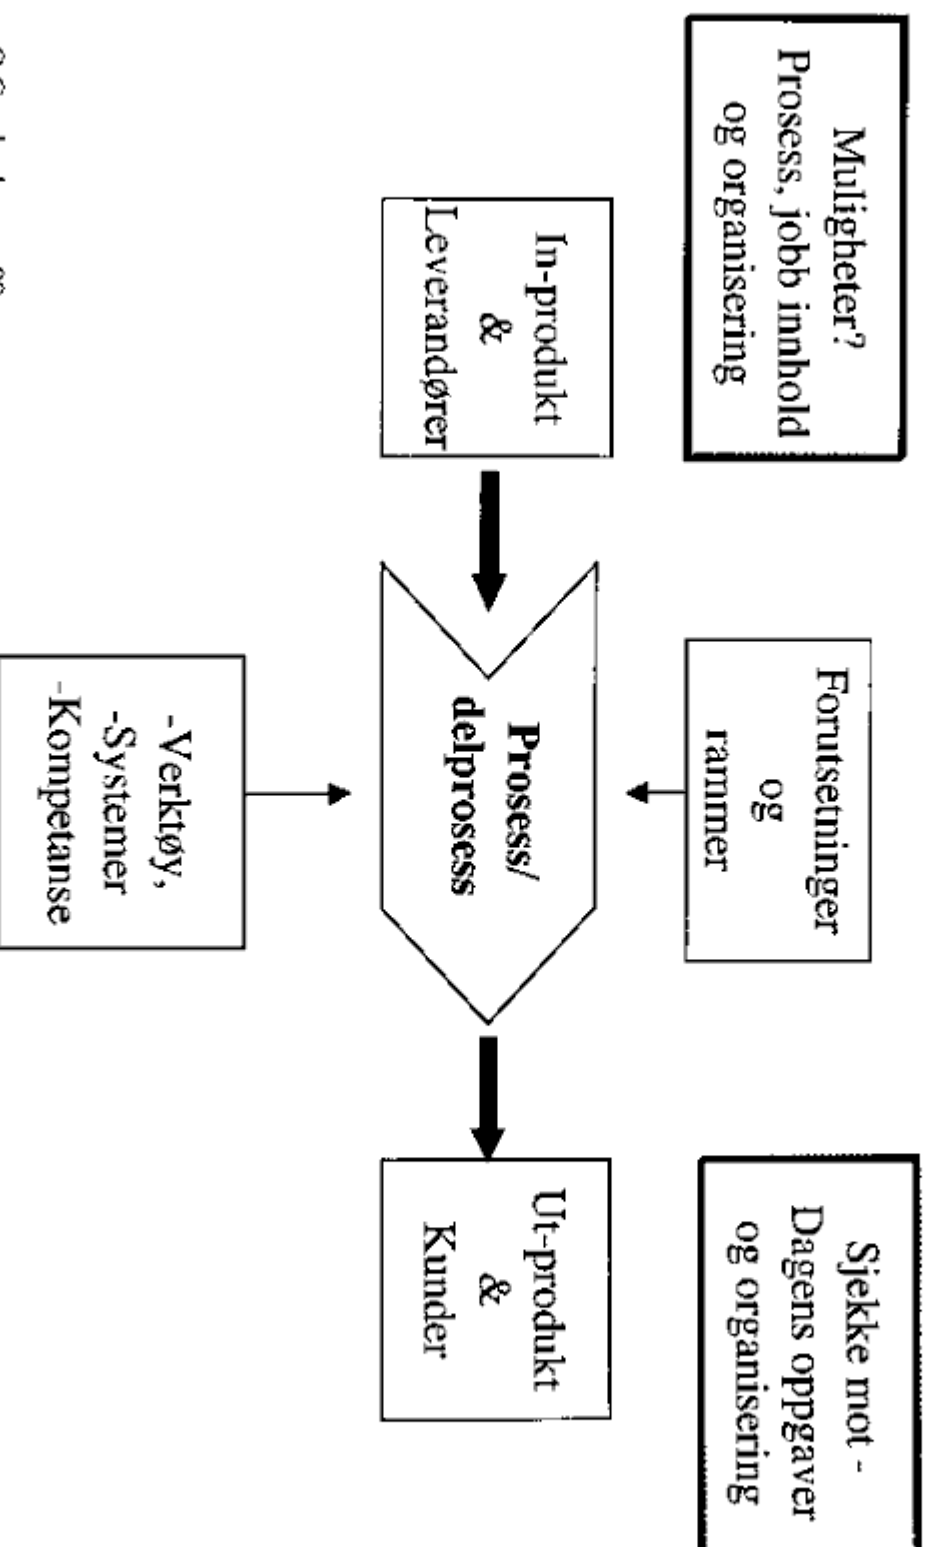 Muligheter?
Prosess, jobb innhold
og organisering
Forutsetninger
og
rammer
Sjekke mot -
Dagens oppgaver
og organisering
In-produkt
&
Leverandører
Prosess/
delprosess
Ut-produkt
&
Kunder
-Verktøy,
-Systemer
-Kompetanse